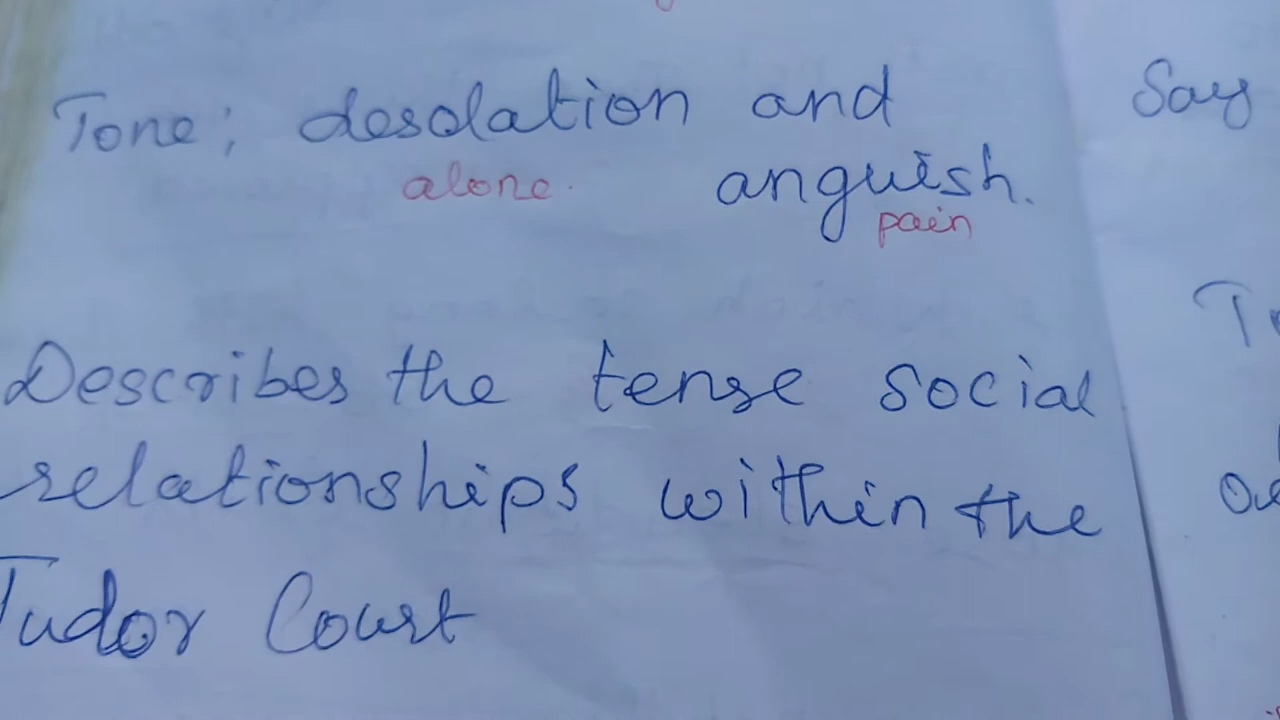 Tone; desolation and
alone.
anguish.
pain
Describes the tense social
relationships within the
Tudor Court
Say